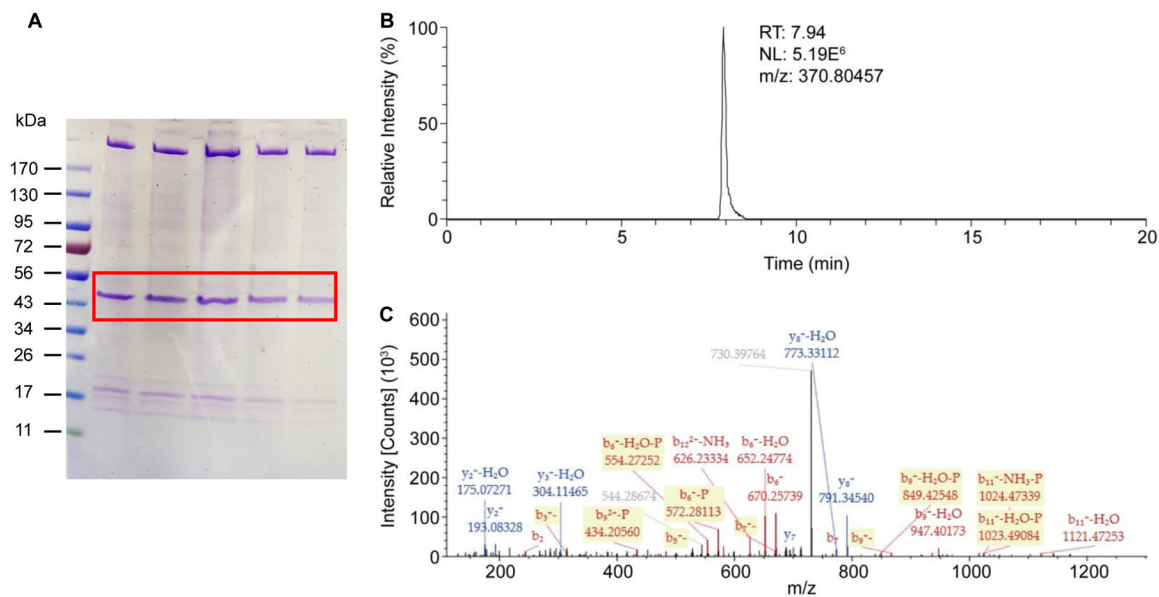 A
kDa
170
130
95
72
56
43
34
26
17
11
B
Relative Intensity (%)
100
50
0
0
5
10
15
20
Time (min)
RT: 7.94
NL: 5.19E⁶
m/z: 370.80457
C
Intensity [Counts] (10³)
600
500
400
300
200
100
0
200
400
600
800
1000
1200
m/z
y₈⁻-H₂O
773.33112
730.39764
b₆⁻-H₂O-P
554.27252
b₁₂²⁻-NH₃
626.23334
b₆⁻-H₂O
652.24774
y₂⁻-H₂O
175.07271
y₃⁻-H₂O
304.11465
544.28674
b₆⁻-P
572.28113
b₆⁻
670.25739
y₈⁻
791.34540
b₉⁻-H₂O-P
849.42548
b₁₁⁻-NH₃-P
1024.47339
y₂⁻
193.08328
b₃⁻-
b₉²⁻-P
434.20560
b₇⁻-
b₉⁻-H₂O
947.40173
b₁₁⁻-H₂O-P
1023.49084
b₁₁⁻-H₂O
1121.47253
b₂
b₅⁻-
y₇
b₇
b₉⁻-